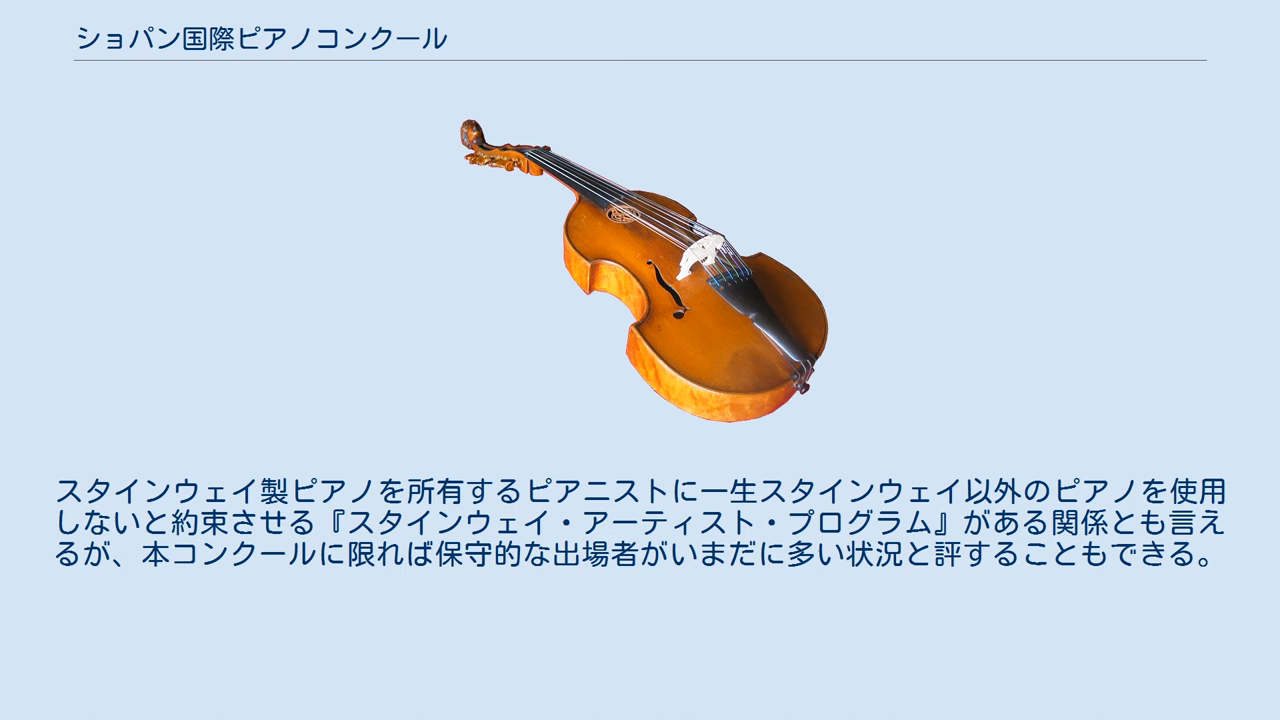 ショパン国際ピアノコンクール
スタインウェイ製ピアノを所有するピアニストに一生スタインウェイ以外のピアノを使用
しないと約束させる『スタインウェイ・アーティスト・プログラム』がある関係とも言え
るが、本コンクールに限れば保守的な出場者がいまだに多い状況と評することもできる。